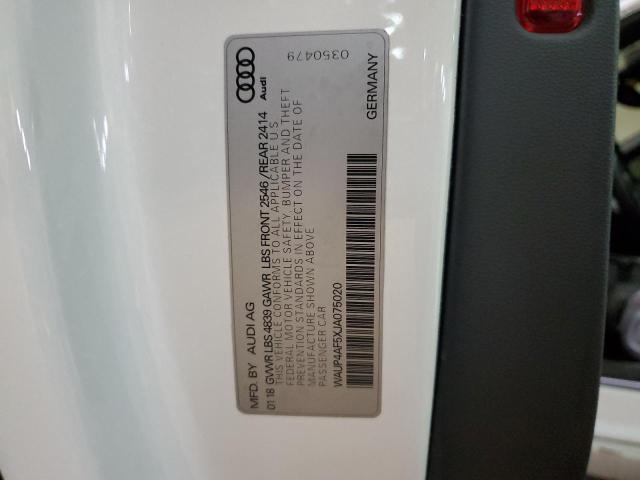 MFD. BY AUDI AG
01 18 GVWR LBS 4839 GAWR LBS FRONT 2546 / REAR 2414
THIS VEHICLE CONFORMS TO ALL APPLICABLE U S
FEDERAL MOTOR VEHICLE SAFETY, BUMPER AND THEFT
PREVENTION STANDARDS IN EFFECT ON THE DATE OF
MANUFACTURE SHOWN ABOVE
PASSENGER CAR
WAUP4AF5XJA075020
0350479
Audi
GERMANY